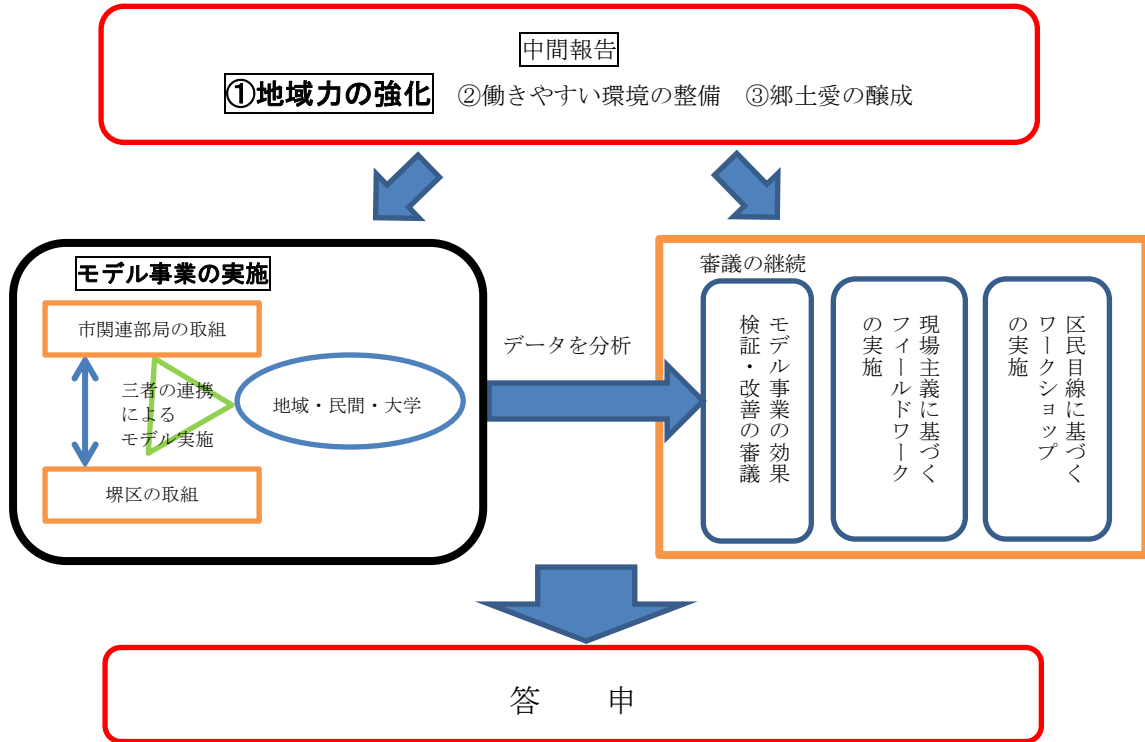 中間報告
①地域力の強化 ②働きやすい環境の整備 ③郷土愛の醸成
モデル事業の実施
市関連部局の取組
三者の連携
による
モデル実施
地域・民間・大学
堺区の取組
データを分析
審議の継続
モデル事業の効果
検証・改善の審議
現場主義に基づく
フィールドワーク
の実施
区民目線に基づく
ワークショップ
の実施
答 申